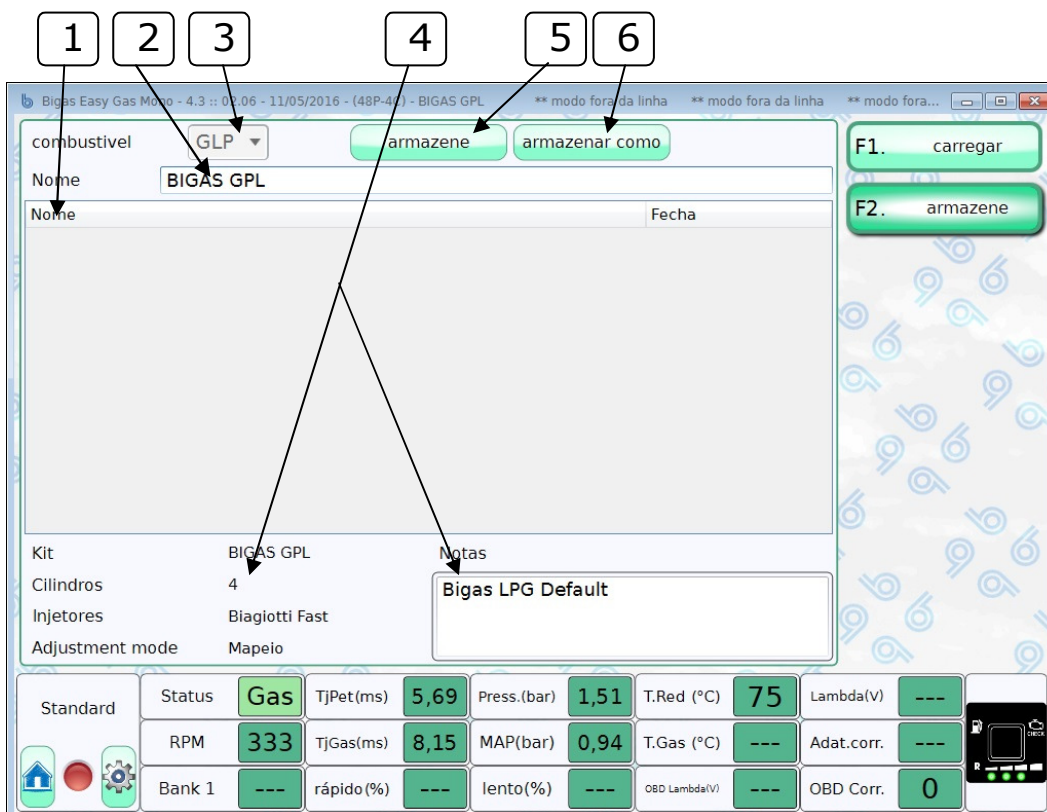 1 2 3 4 5 6
Bigas Easy Gas Mono - 4.3 :: 02.06 - 11/05/2016 - (48P-4C) - BIGAS GPL ** modo fora da linha ** modo fora da linha ** modo fora...
combustivel GLP armazene armazenar como
F1. carregar
Nome BIGAS GPL
F2. armazene
Nome Fecha
Kit BIGAS GPL Notas
Cilindros 4
Bigas LPG Default
Injetores Biagiotti Fast
Adjustment mode Mapeio
Standard
Status Gas TjPet(ms) 5,69 Press.(bar) 1,51 T.Red (°C) 75 Lambda(V) ---
RPM 333 TjGas(ms) 8,15 MAP(bar) 0,94 T.Gas (°C) --- Adat.corr. ---
CHECK
R
Bank 1 --- rápido(%) --- lento(%) --- OBD Lambda(V) --- OBD Corr. 0